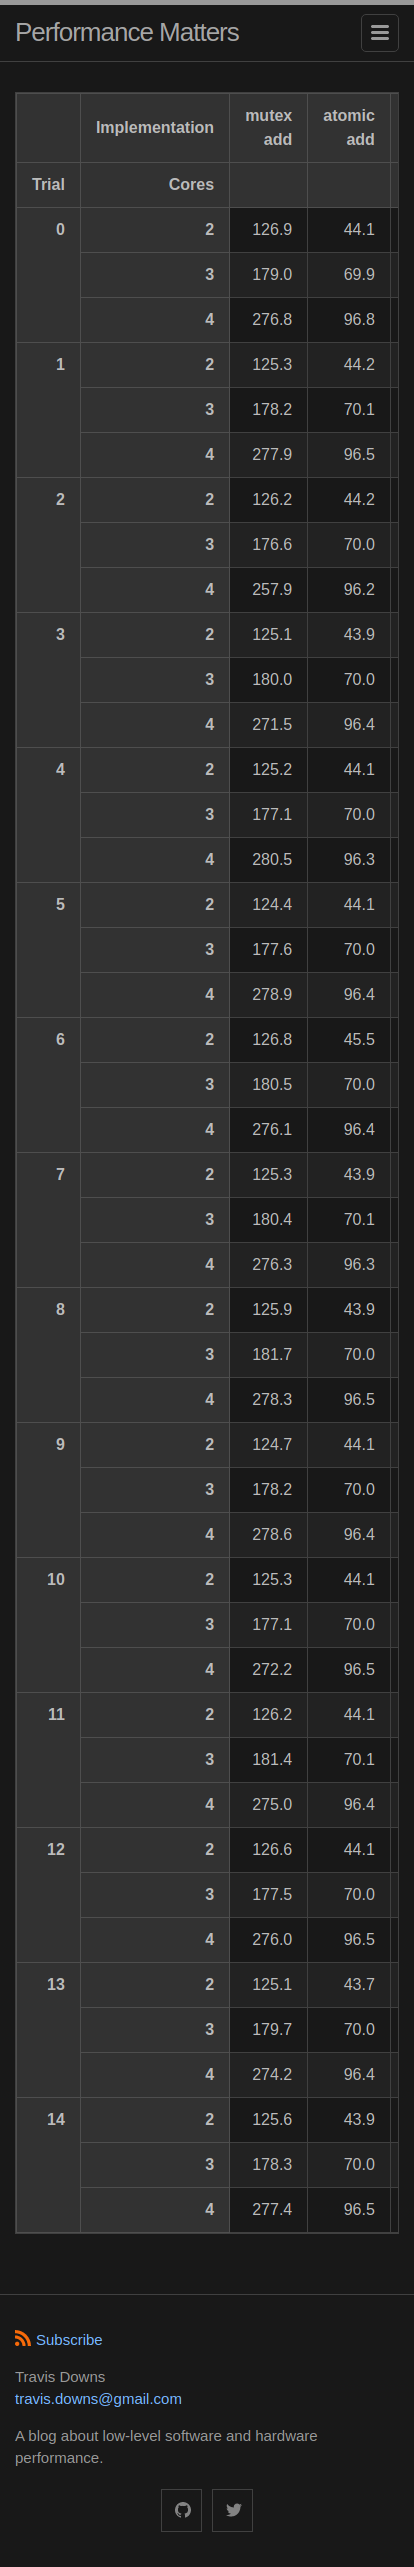 Performance Matters
Implementation mutex add atomic add
Trial Cores
0 2 126.9 44.1
3 179.0 69.9
4 276.8 96.8
1 2 125.3 44.2
3 178.2 70.1
4 277.9 96.5
2 2 126.2 44.2
3 176.6 70.0
4 257.9 96.2
3 2 125.1 43.9
3 180.0 70.0
4 271.5 96.4
4 2 125.2 44.1
3 177.1 70.0
4 280.5 96.3
5 2 124.4 44.1
3 177.6 70.0
4 278.9 96.4
6 2 126.8 45.5
3 180.5 70.0
4 276.1 96.4
7 2 125.3 43.9
3 180.4 70.1
4 276.3 96.3
8 2 125.9 43.9
3 181.7 70.0
4 278.3 96.5
9 2 124.7 44.1
3 178.2 70.0
4 278.6 96.4
10 2 125.3 44.1
3 177.1 70.0
4 272.2 96.5
11 2 126.2 44.1
3 181.4 70.1
4 275.0 96.4
12 2 126.6 44.1
3 177.5 70.0
4 276.0 96.5
13 2 125.1 43.7
3 179.7 70.0
4 274.2 96.4
14 2 125.6 43.9
3 178.3 70.0
4 277.4 96.5
Subscribe
Travis Downs
travis.downs@gmail.com
A blog about low-level software and hardware
performance.